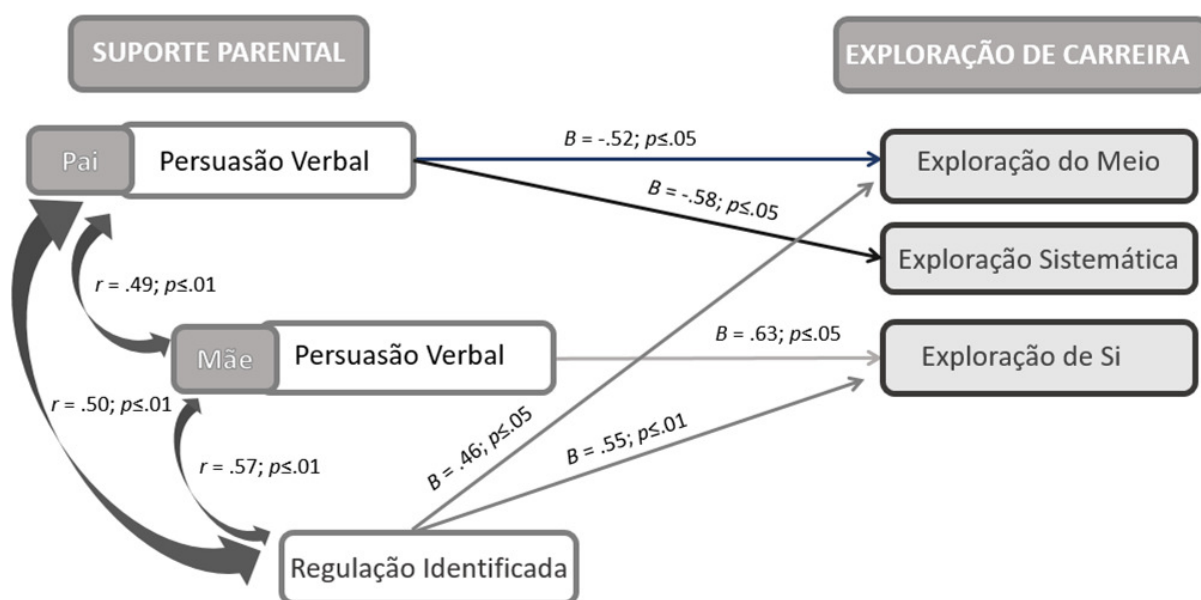 SUPORTE PARENTAL
EXPLORAÇÃO DE CARREIRA
Pai
Persuasão Verbal
B = -.52; p≤.05
Exploração do Meio
B = -.58; p≤.05
Exploração Sistemática
r = .49; p≤.01
Mãe
Persuasão Verbal
B = .63; p≤.05
Exploração de Si
r = .50; p≤.01
B = .46; p≤.05
B = .55; p≤.01
r = .57; p≤.01
Regulação Identificada